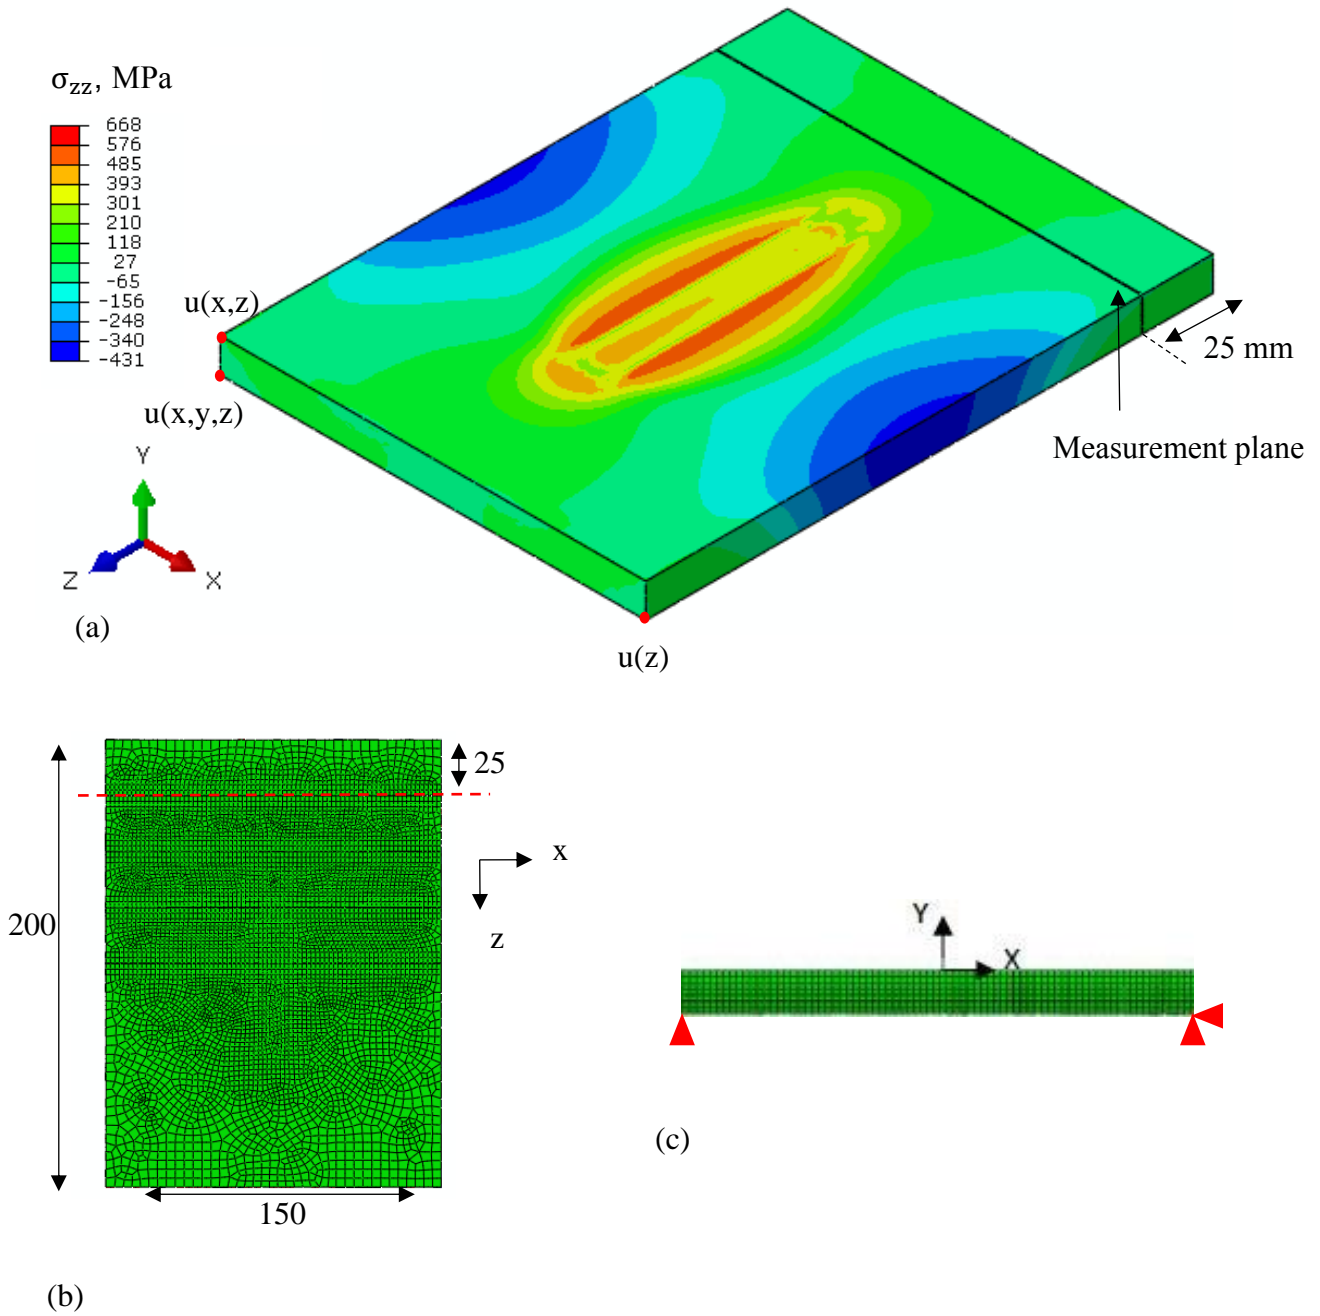 σzz, MPa
668
576
485
393
301
210
118
27
-65
-156
-248
-340
-431
u(x,z)
u(x,y,z)
25 mm
Measurement plane
Y
Z
X
(a)
u(z)
25
x
200
z
Y
X
150
(c)
(b)